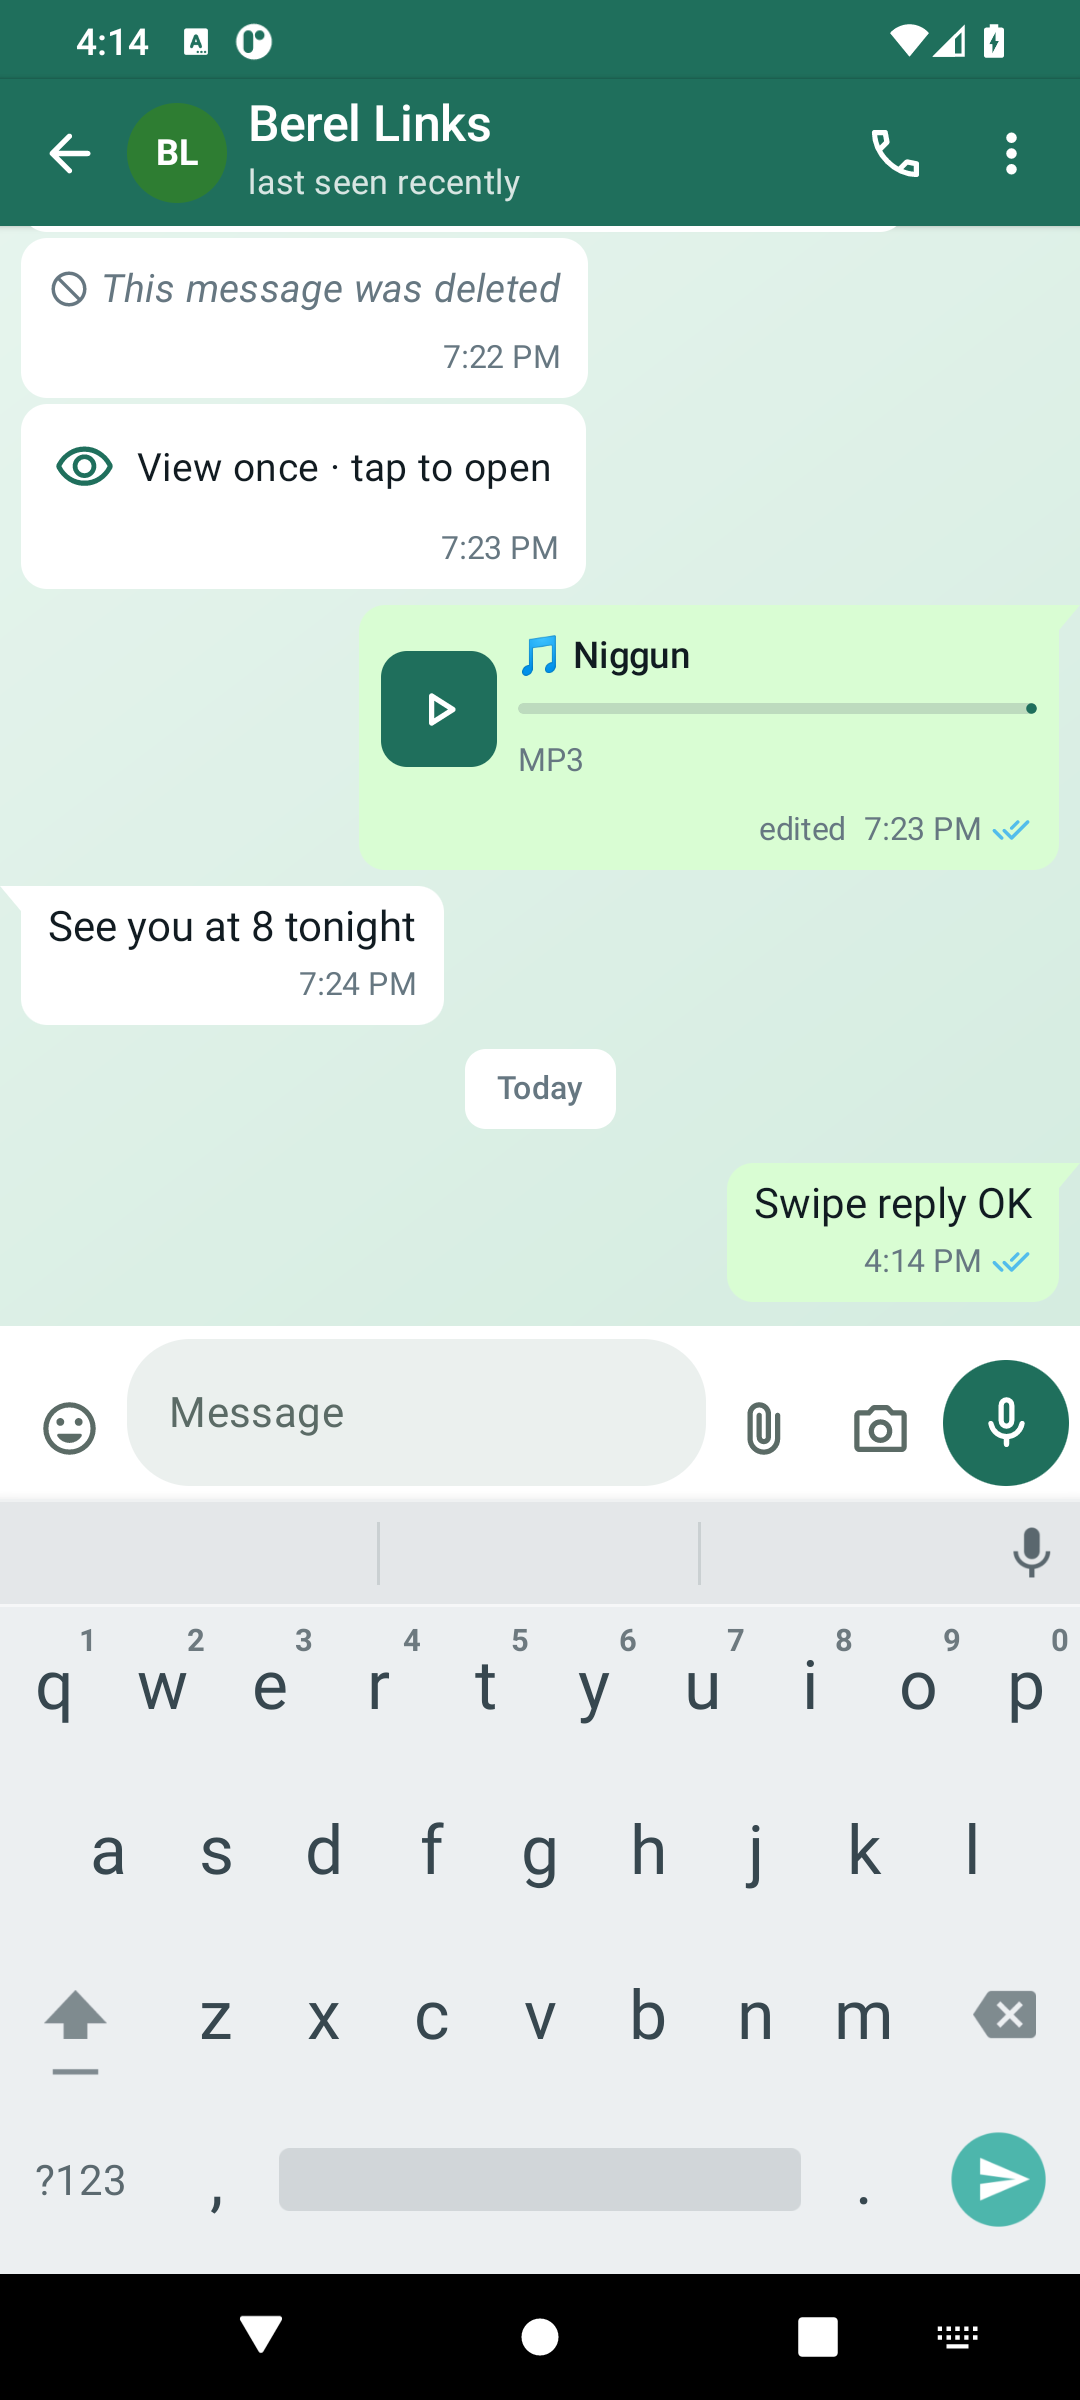 4:14
BL
Berel Links
last seen recently
This message was deleted
7:22 PM
View once · tap to open
7:23 PM
🎵 Niggun
MP3
edited 7:23 PM
See you at 8 tonight
7:24 PM
Today
Swipe reply OK
4:14 PM
Message
1 2 3 4 5 6 7 8 9 0
q w e r t y u i o p
a s d f g h j k l
z x c v b n m
?123 , .